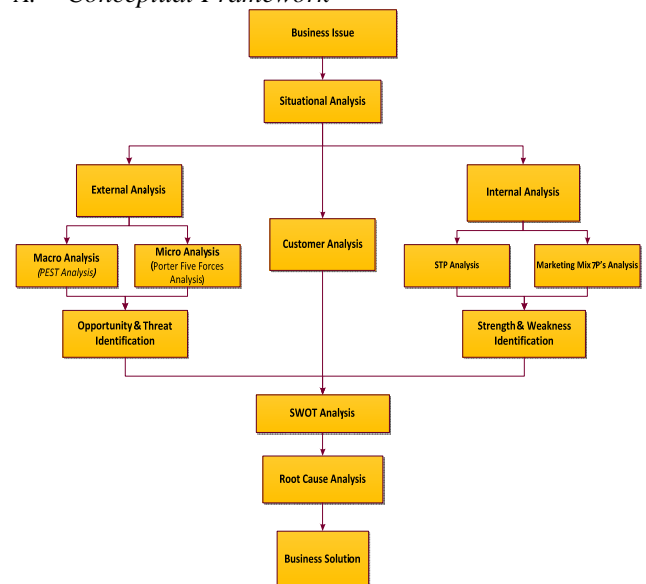 A. Conceptual Framework
Business Issue
Situational Analysis
External Analysis
Internal Analysis
Customer Analysis
Macro Analysis
(PEST Analysis)
Micro Analysis
(Porter Five Forces
Analysis)
STP Analysis
Marketing Mix 7P's Analysis
Opportunity & Threat
Identification
Strength & Weakness
Identification
SWOT Analysis
Root Cause Analysis
Business Solution